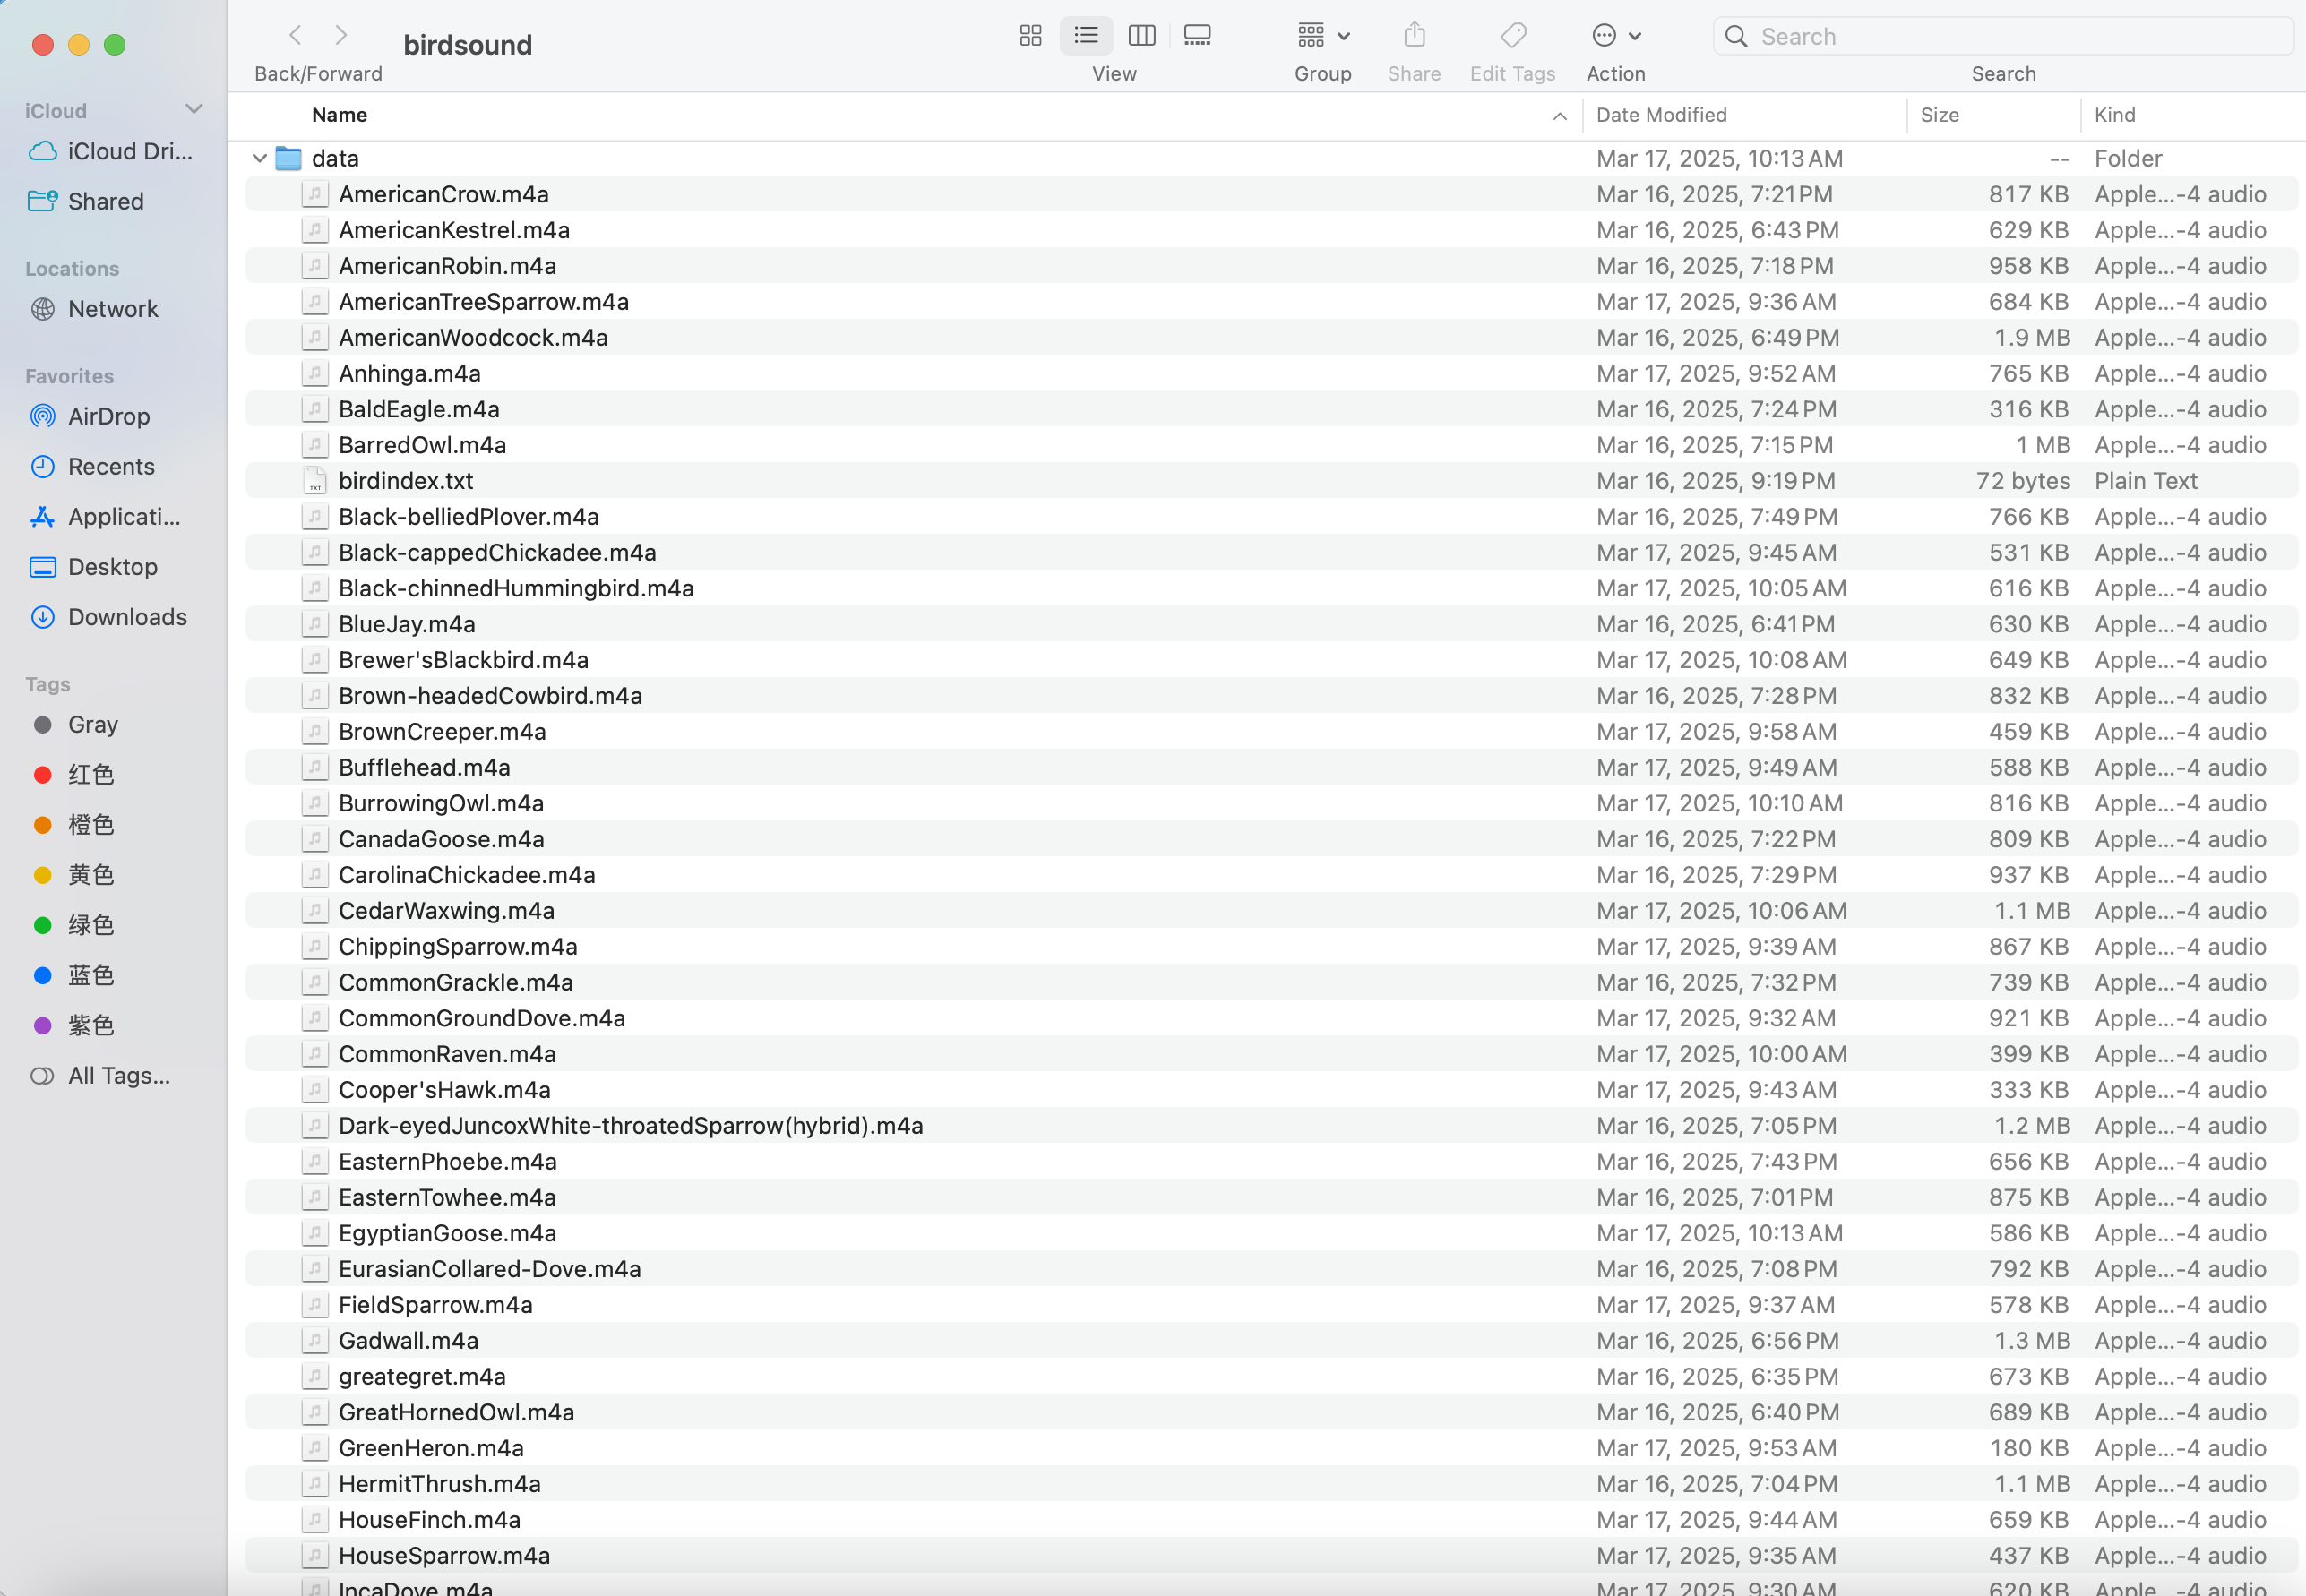 birdsound
Back/Forward
View
Group
Share
Edit Tags
Action
Search
Search
iCloud
iCloud Dri...
Shared
Locations
Network
Favorites
AirDrop
Recents
Applicati...
Desktop
Downloads
Tags
Gray
红色
橙色
黄色
绿色
蓝色
紫色
All Tags...
Name Date Modified Size Kind
data Mar 17, 2025, 10:13 AM -- Folder
AmericanCrow.m4a Mar 16, 2025, 7:21 PM 817 KB Apple...-4 audio
AmericanKestrel.m4a Mar 16, 2025, 6:43 PM 629 KB Apple...-4 audio
AmericanRobin.m4a Mar 16, 2025, 7:18 PM 958 KB Apple...-4 audio
AmericanTreeSparrow.m4a Mar 17, 2025, 9:36 AM 684 KB Apple...-4 audio
AmericanWoodcock.m4a Mar 16, 2025, 6:49 PM 1.9 MB Apple...-4 audio
Anhinga.m4a Mar 17, 2025, 9:52 AM 765 KB Apple...-4 audio
BaldEagle.m4a Mar 16, 2025, 7:24 PM 316 KB Apple...-4 audio
BarredOwl.m4a Mar 16, 2025, 7:15 PM 1 MB Apple...-4 audio
birdindex.txt Mar 16, 2025, 9:19 PM 72 bytes Plain Text
Black-belliedPlover.m4a Mar 16, 2025, 7:49 PM 766 KB Apple...-4 audio
Black-cappedChickadee.m4a Mar 17, 2025, 9:45 AM 531 KB Apple...-4 audio
Black-chinnedHummingbird.m4a Mar 17, 2025, 10:05 AM 616 KB Apple...-4 audio
BlueJay.m4a Mar 16, 2025, 6:41 PM 630 KB Apple...-4 audio
Brewer'sBlackbird.m4a Mar 17, 2025, 10:08 AM 649 KB Apple...-4 audio
Brown-headedCowbird.m4a Mar 16, 2025, 7:28 PM 832 KB Apple...-4 audio
BrownCreeper.m4a Mar 17, 2025, 9:58 AM 459 KB Apple...-4 audio
Bufflehead.m4a Mar 17, 2025, 9:49 AM 588 KB Apple...-4 audio
BurrowingOwl.m4a Mar 17, 2025, 10:10 AM 816 KB Apple...-4 audio
CanadaGoose.m4a Mar 16, 2025, 7:22 PM 809 KB Apple...-4 audio
CarolinaChickadee.m4a Mar 16, 2025, 7:29 PM 937 KB Apple...-4 audio
CedarWaxwing.m4a Mar 17, 2025, 10:06 AM 1.1 MB Apple...-4 audio
ChippingSparrow.m4a Mar 17, 2025, 9:39 AM 867 KB Apple...-4 audio
CommonGrackle.m4a Mar 16, 2025, 7:32 PM 739 KB Apple...-4 audio
CommonGroundDove.m4a Mar 17, 2025, 9:32 AM 921 KB Apple...-4 audio
CommonRaven.m4a Mar 17, 2025, 10:00 AM 399 KB Apple...-4 audio
Cooper'sHawk.m4a Mar 17, 2025, 9:43 AM 333 KB Apple...-4 audio
Dark-eyedJuncoxWhite-throatedSparrow(hybrid).m4a Mar 16, 2025, 7:05 PM 1.2 MB Apple...-4 audio
EasternPhoebe.m4a Mar 16, 2025, 7:43 PM 656 KB Apple...-4 audio
EasternTowhee.m4a Mar 16, 2025, 7:01 PM 875 KB Apple...-4 audio
EgyptianGoose.m4a Mar 17, 2025, 10:13 AM 586 KB Apple...-4 audio
EurasianCollared-Dove.m4a Mar 16, 2025, 7:08 PM 792 KB Apple...-4 audio
FieldSparrow.m4a Mar 17, 2025, 9:37 AM 578 KB Apple...-4 audio
Gadwall.m4a Mar 16, 2025, 6:56 PM 1.3 MB Apple...-4 audio
greategret.m4a Mar 16, 2025, 6:35 PM 673 KB Apple...-4 audio
GreatHornedOwl.m4a Mar 16, 2025, 6:40 PM 689 KB Apple...-4 audio
GreenHeron.m4a Mar 17, 2025, 9:53 AM 180 KB Apple...-4 audio
HermitThrush.m4a Mar 16, 2025, 7:04 PM 1.1 MB Apple...-4 audio
HouseFinch.m4a Mar 17, 2025, 9:44 AM 659 KB Apple...-4 audio
HouseSparrow.m4a Mar 17, 2025, 9:35 AM 437 KB Apple...-4 audio
IncaDove.m4a Mar 17, 2025, 9:30 AM 620 KB Apple...-4 audio